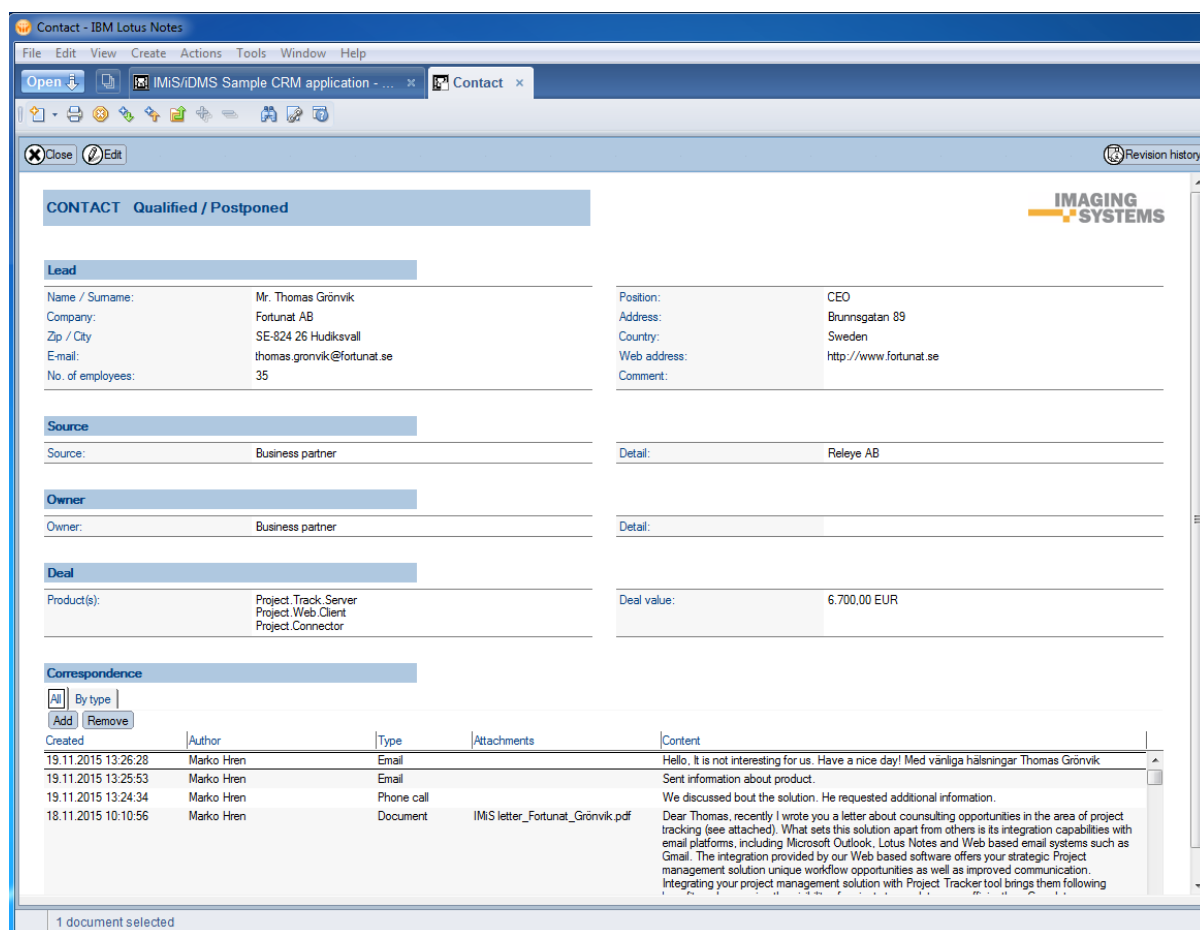 Contact - IBM Lotus Notes
File Edit View Create Actions Tools Window Help
Open IMiS/iDMS Sample CRM application - ... × Contact ×
Close Edit Revision history
CONTACT Qualified / Postponed
IMAGING
SYSTEMS
Lead
Name / Surname: Mr. Thomas Grönvik Position: CEO
Company: Fortunat AB Address: Brunnsgatan 89
Zip / City SE-824 26 Hudiksvall Country: Sweden
E-mail: thomas.gronvik@fortunat.se Web address: http://www.fortunat.se
No. of employees: 35 Comment:
Source
Source: Business partner Detail: Releye AB
Owner
Owner: Business partner Detail:
Deal
Product(s): Project.Track.Server Deal value: 6.700,00 EUR
Project.Web.Client
Project.Connector
Correspondence
All By type
Add Remove
Created Author Type Attachments Content
19.11.2015 13:26:28 Marko Hren Email Hello, It is not interesting for us. Have a nice day! Med vänliga hälsningar Thomas Grönvik
19.11.2015 13:25:53 Marko Hren Email Sent information about product.
19.11.2015 13:24:34 Marko Hren Phone call We discussed bout the solution. He requested additional information.
18.11.2015 10:10:56 Marko Hren Document IMiS letter_Fortunat_Grönvik.pdf Dear Thomas, recently I wrote you a letter about counsulting opportunities in the area of project
tracking (see attached). What sets this solution apart from others is its integration capabilities with
email platforms, including Microsoft Outlook, Lotus Notes and Web based email systems such as
Gmail. The integration provided by our Web based software offers your strategic Project
management solution unique workflow opportunities as well as improved communication.
Integrating your project management solution with Project Tracker tool brings them following
1 document selected